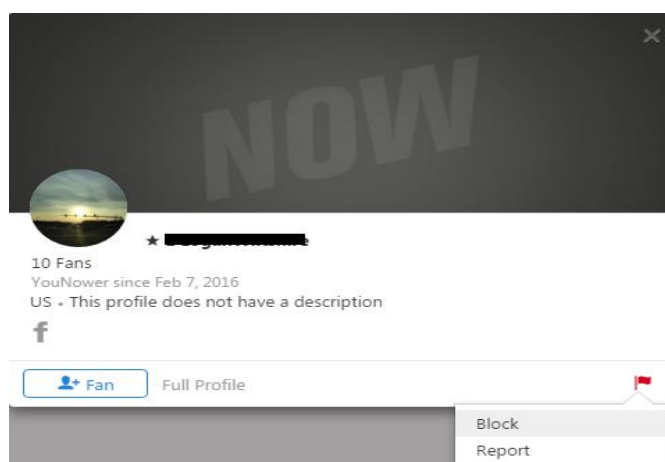 NOW
10 Fans
YouNower since Feb 7, 2016
US - This profile does not have a description
f
Fan Full Profile
Block
Report